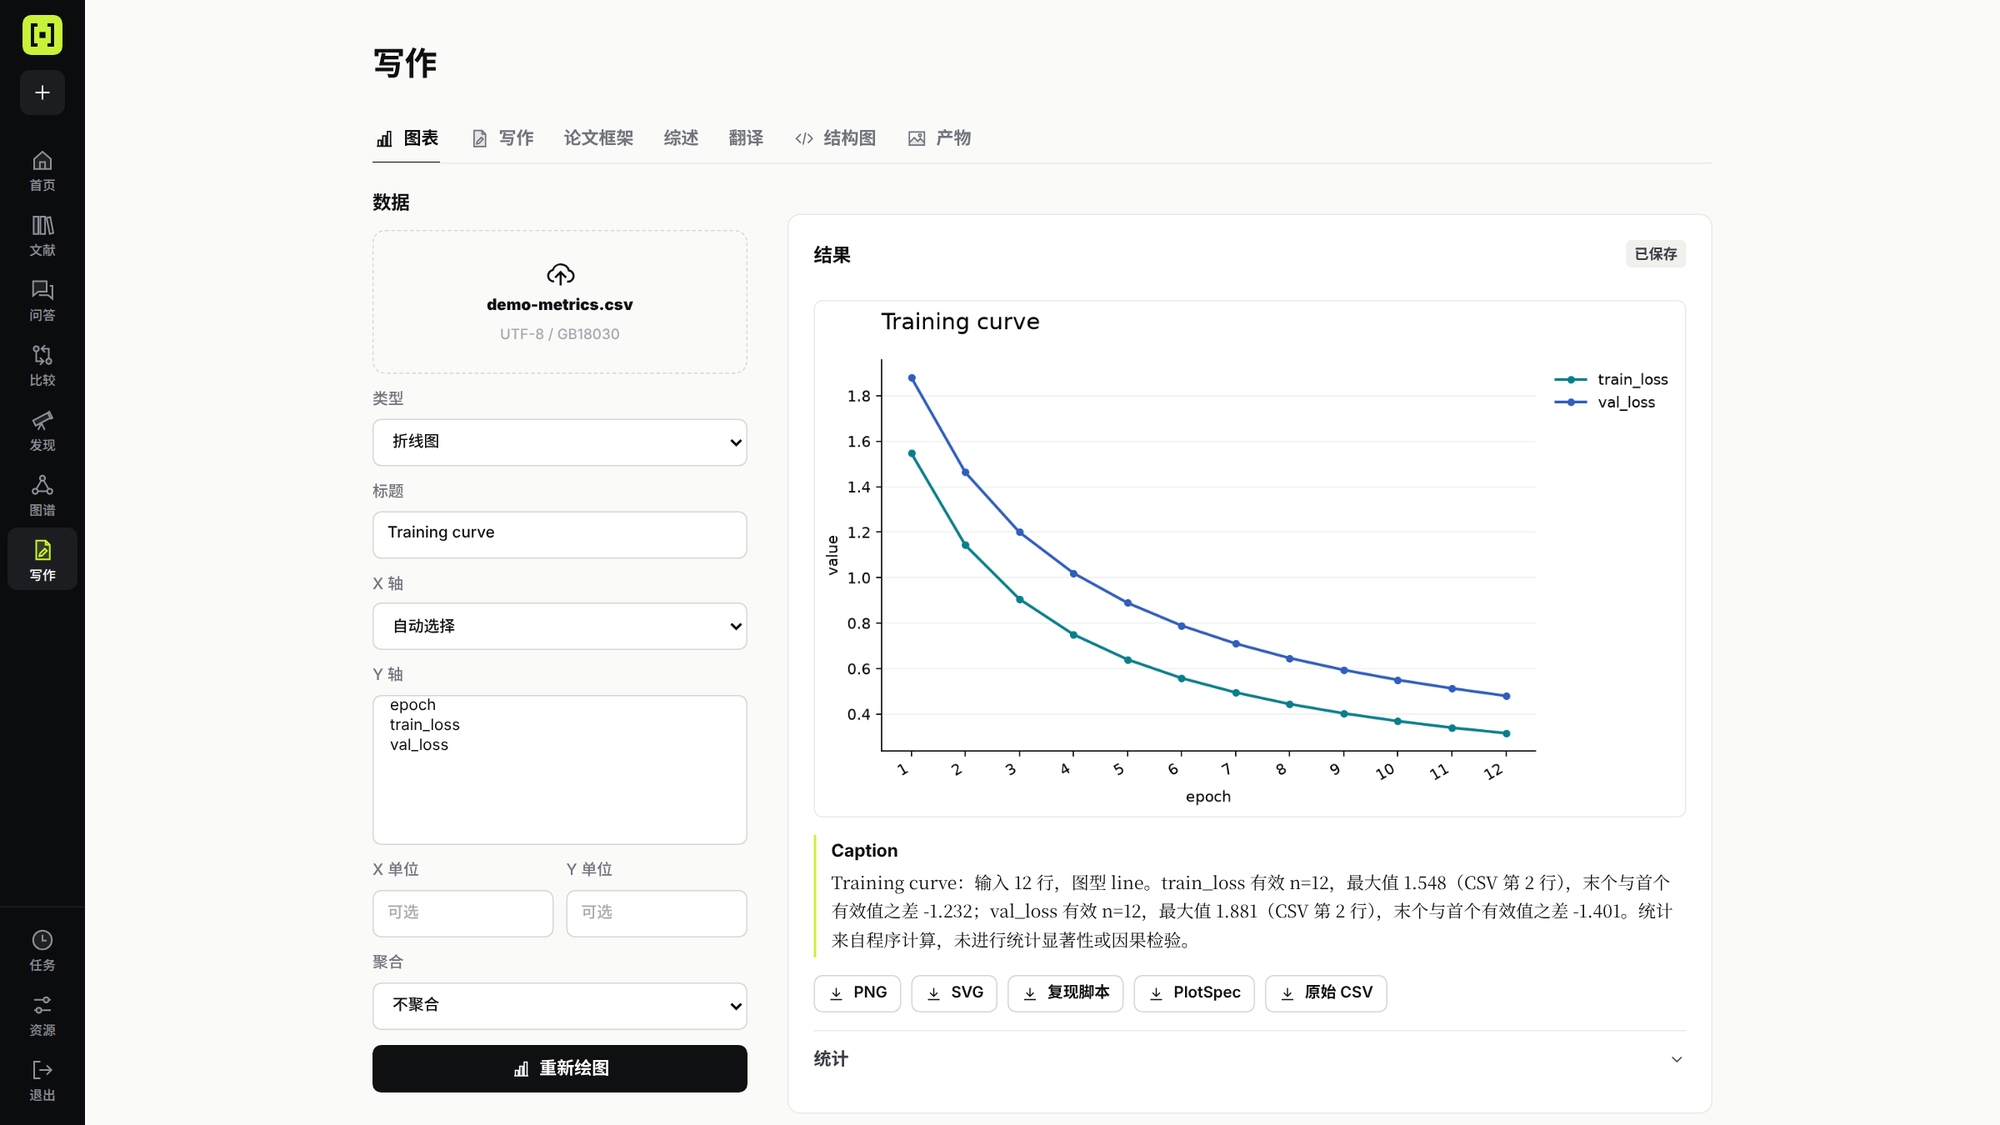 写作
图表
写作
论文框架
综述
翻译
结构图
产物
首页
文献
问答
比较
发现
图谱
写作
任务
资源
退出
数据
demo-metrics.csv
UTF-8 / GB18030
类型
折线图
标题
Training curve
X 轴
自动选择
Y 轴
epoch
train_loss
val_loss
X 单位
Y 单位
可选
可选
聚合
不聚合
重新绘图
结果
已保存
Training curve
train_loss
val_loss
value
1.8
1.6
1.4
1.2
1.0
0.8
0.6
0.4
1 2 3 4 5 6 7 8 9 10 11 12
epoch
Caption
Training curve：输入 12 行，图型 line。train_loss 有效 n=12，最大值 1.548（CSV 第 2 行），末个与首个
有效值之差 -1.232；val_loss 有效 n=12，最大值 1.881（CSV 第 2 行），末个与首个有效值之差 -1.401。统计
来自程序计算，未进行统计显著性或因果检验。
PNG
SVG
复现脚本
PlotSpec
原始 CSV
统计